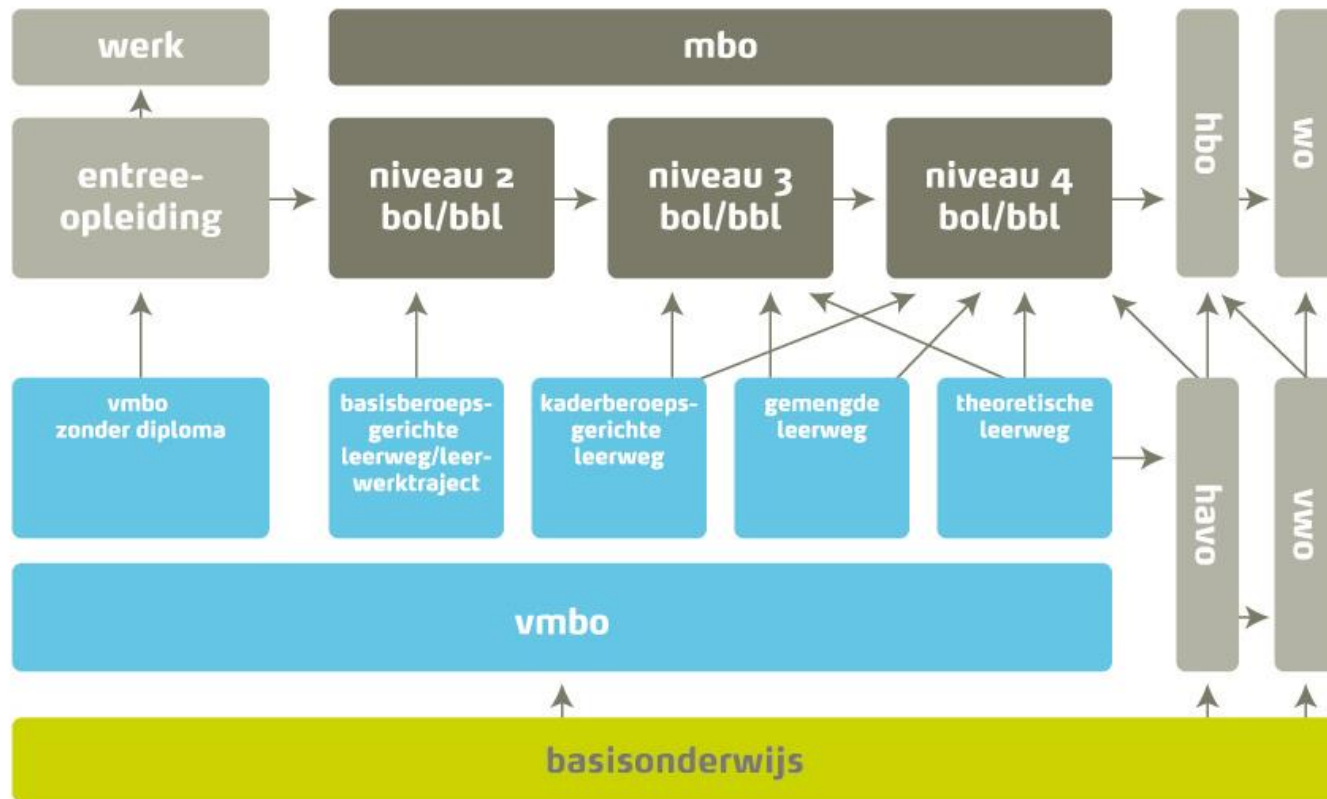 werk
mbo
entree-
opleiding
niveau 2
bol/bbl
niveau 3
bol/bbl
niveau 4
bol/bbl
hbo
wo
vmbo
zonder diploma
basisberoeps-
gerichte
leerweg/leer-
werktraject
kaderberoeps-
gerichte
leerweg
gemengde
leerweg
theoretische
leerweg
havo
vwo
vmbo
basisonderwijs